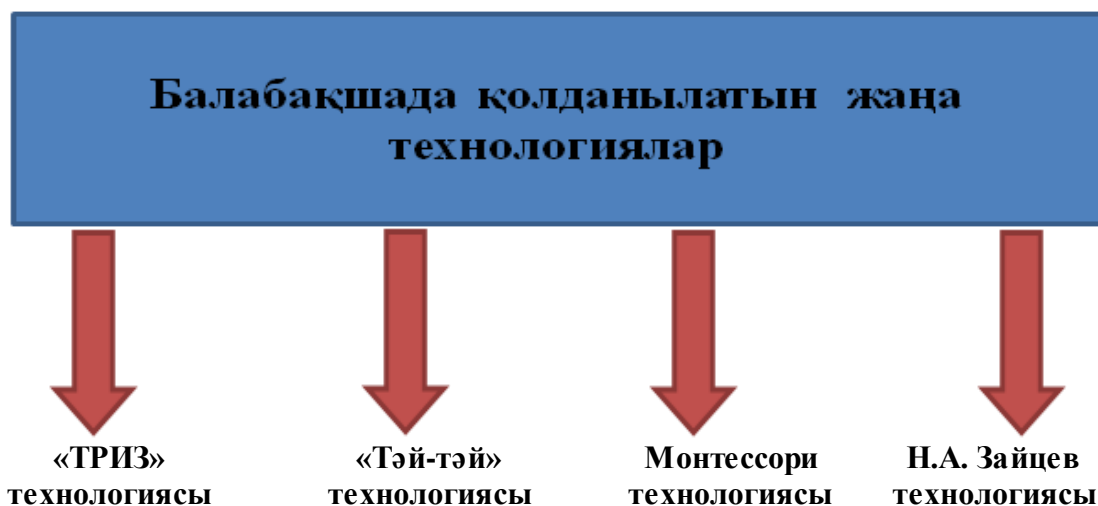 Балабақшада қолданылатын жаңа
технологиялар
«ТРИЗ» «Тәй-тәй» Монтессори Н.А. Зайцев
технологиясы технологиясы технологиясы технологиясы